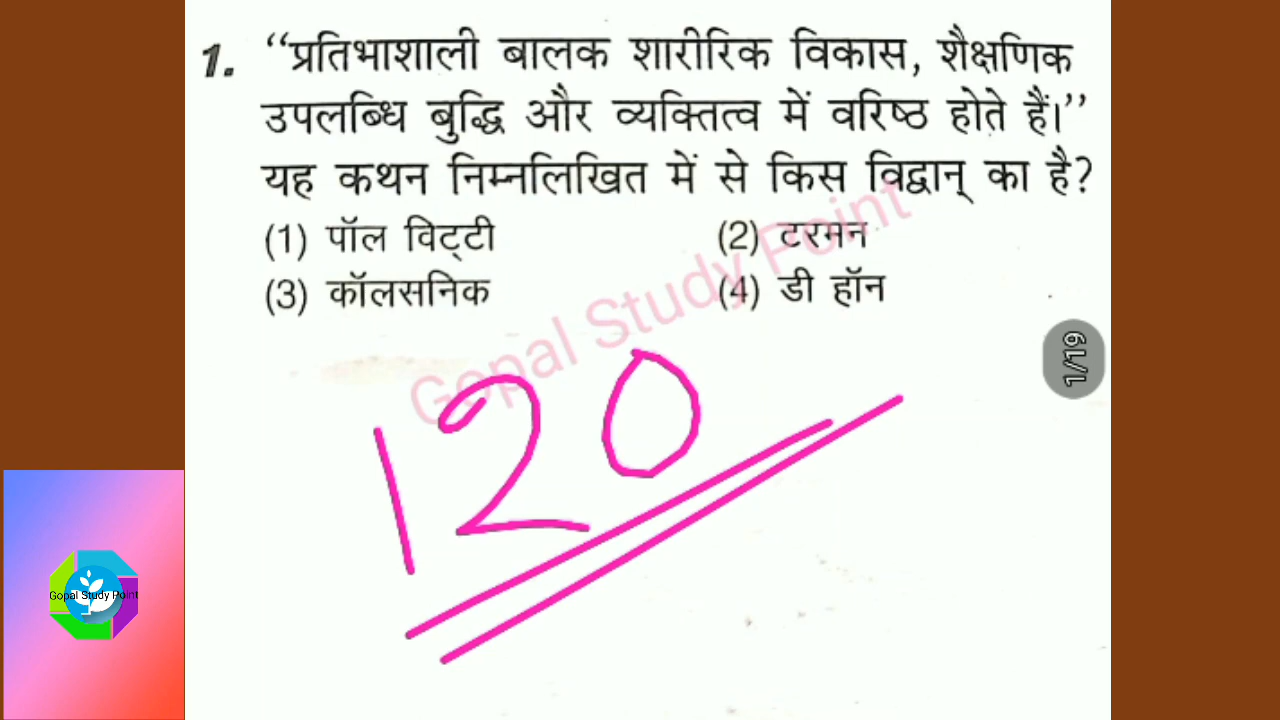 1. “प्रतिभाशाली बालक शारीरिक विकास, शैक्षणिक
उपलब्धि बुद्धि और व्यक्तित्व में वरिष्ठ होते हैं।”
यह कथन निम्नलिखित में से किस विद्वान् का है?
(1) पॉल विट्टी (2) टरमन
(3) कॉलसनिक (4) डी हॉन
Gopal Study Point
120
1/19
Gopal Study Point